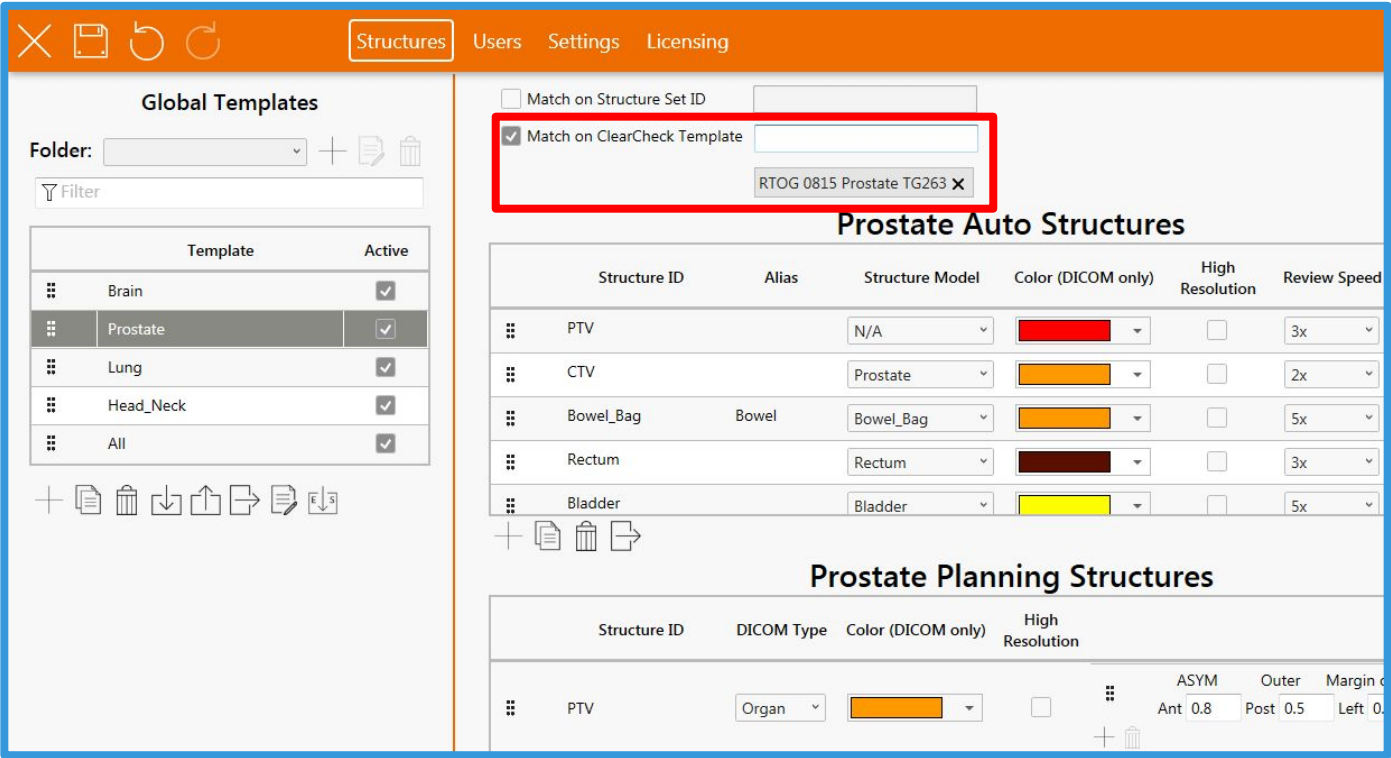 Structures Users Settings Licensing
Global Templates
Folder:
Filter
Template Active
Brain
Prostate
Lung
Head_Neck
All
E S
Match on Structure Set ID
Match on ClearCheck Template
RTOG 0815 Prostate TG263
Prostate Auto Structures
Structure ID Alias Structure Model Color (DICOM only) High Resolution Review Speed
PTV N/A 3x
CTV Prostate 2x
Bowel_Bag Bowel Bowel_Bag 5x
Rectum Rectum 3x
Bladder Bladder 5x
Prostate Planning Structures
Structure ID DICOM Type Color (DICOM only) High Resolution
ASYM Outer Margin
PTV Organ Ant 0.8 Post 0.5 Left 0.